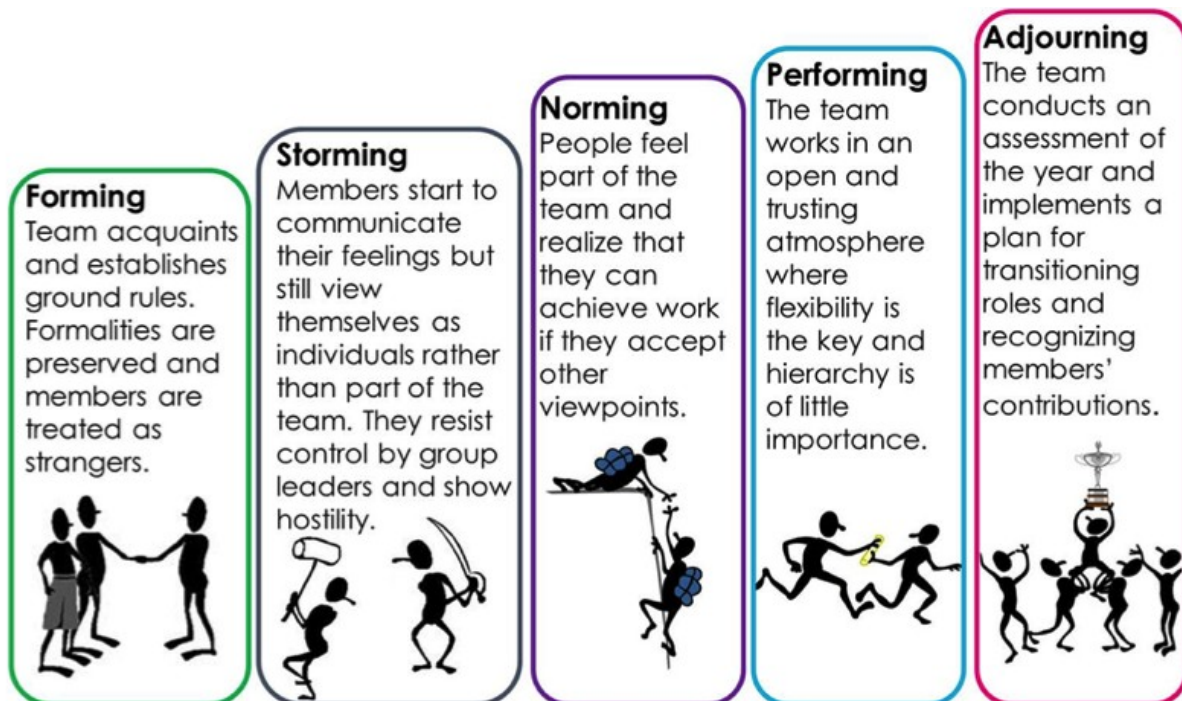 Forming
Team acquaints
and establishes
ground rules.
Formalities are
preserved and
members are
treated as
strangers.
Storming
Members start to
communicate
their feelings but
still view
themselves as
individuals rather
than part of the
team. They resist
control by group
leaders and show
hostility.
Norming
People feel
part of the
team and
realize that
they can
achieve work
if they accept
other
viewpoints.
Performing
The team
works in an
open and
trusting
atmosphere
where
flexibility is
the key and
hierarchy is
of little
importance.
Adjourning
The team
conducts an
assessment of
the year and
implements a
plan for
transitioning
roles and
recognizing
members'
contributions.